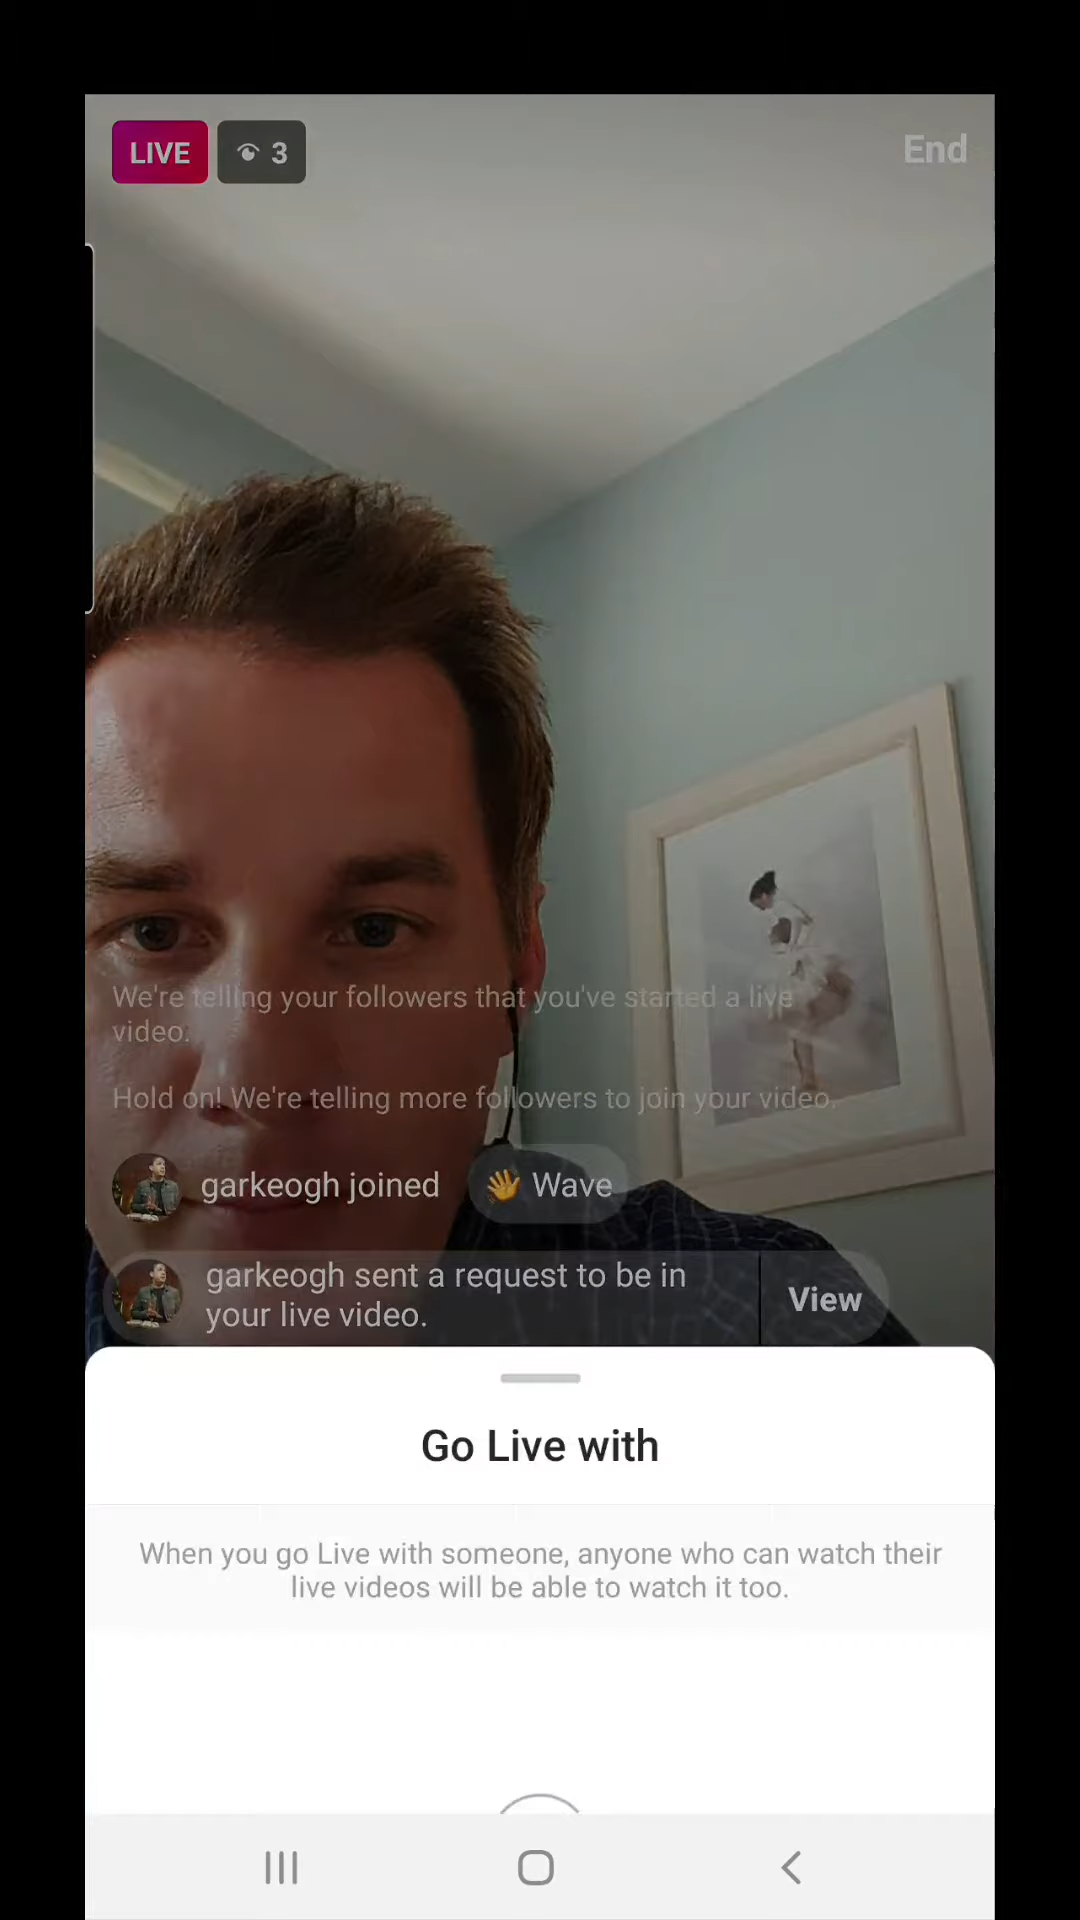 LIVE 3 End
We're telling your followers that you've started a live
video.
Hold on! We're telling more followers to join your video.
garkeogh joined 👋 Wave
garkeogh sent a request to be in
your live video.
View
Go Live with
When you go Live with someone, anyone who can watch their
live videos will be able to watch it too.